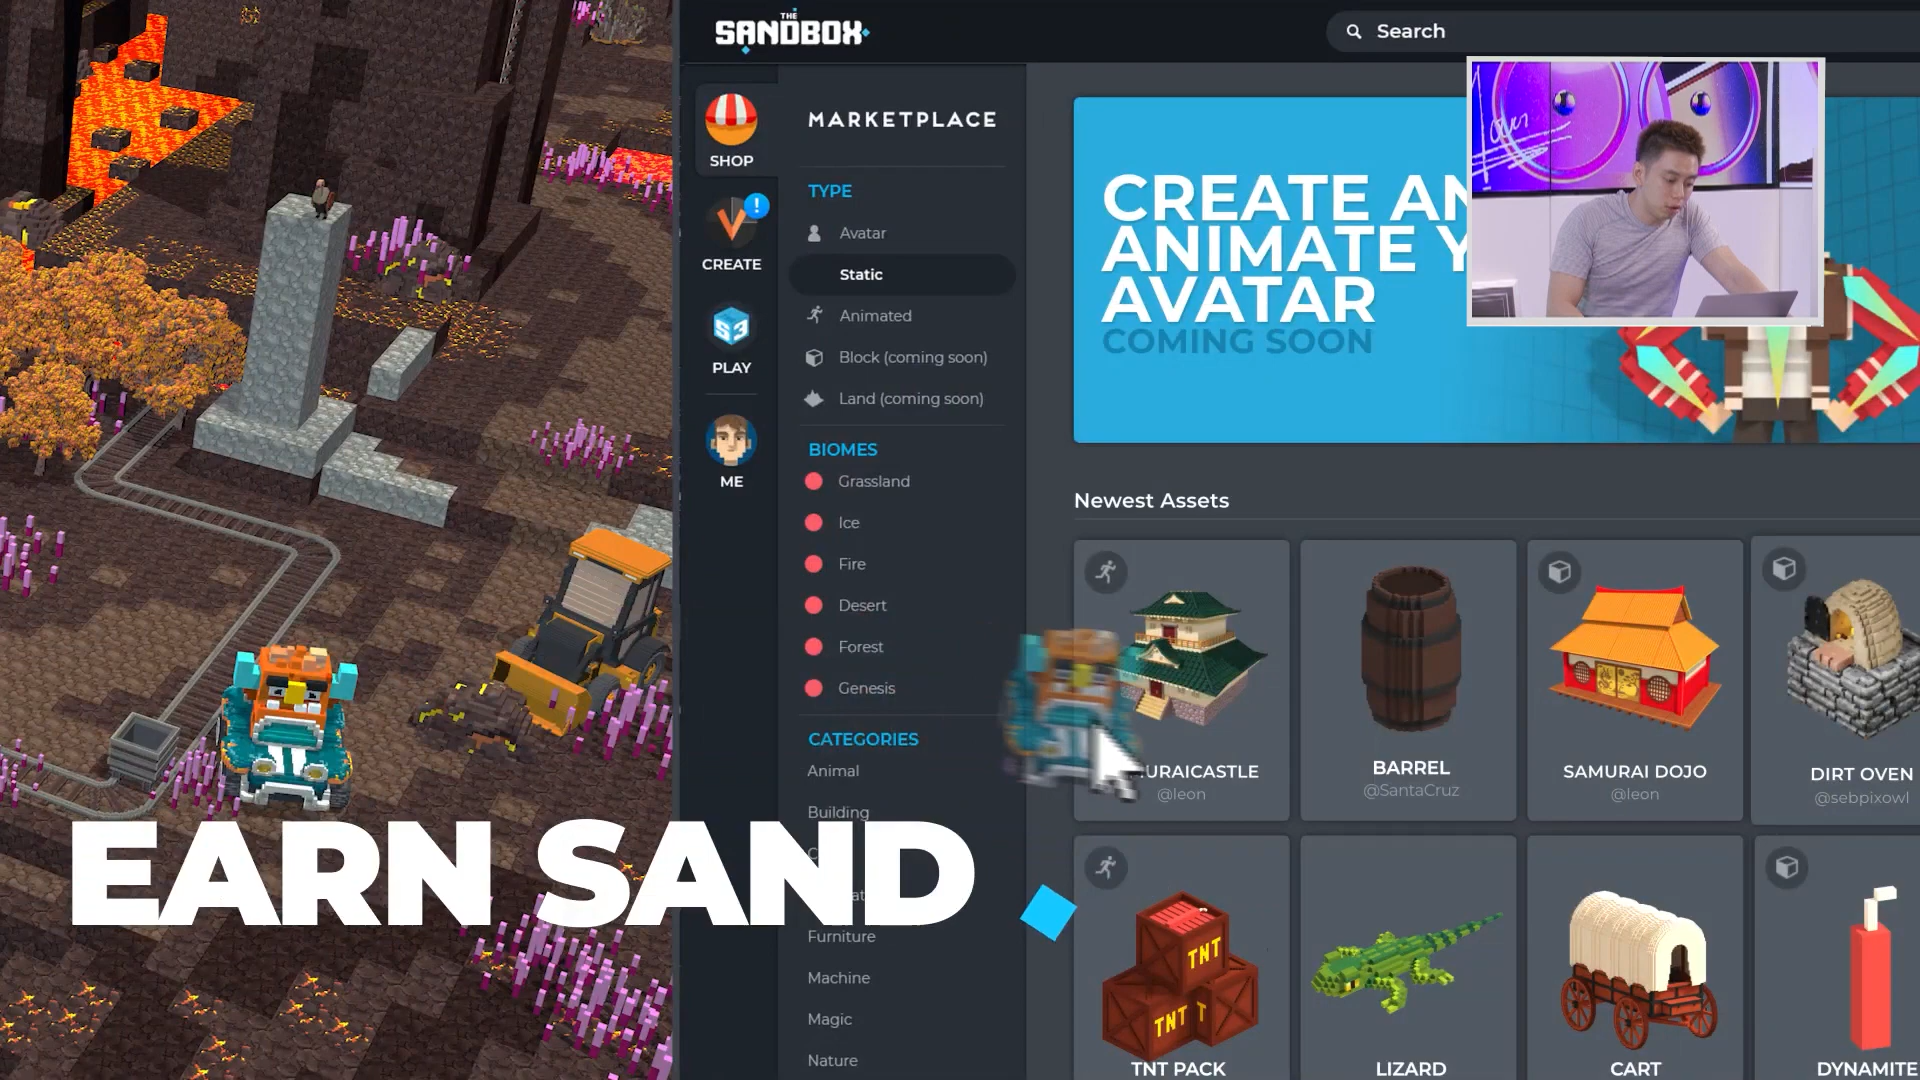 THE
SANDBOX
Search
SHOP
CREATE
!
PLAY
ME
MARKETPLACE
TYPE
Avatar
Static
Animated
Block (coming soon)
Land (coming soon)
BIOMES
Grassland
Ice
Fire
Desert
Forest
Genesis
CATEGORIES
Animal
Building
Furniture
Machine
Magic
Nature
CREATE AN
ANIMATE Y
AVATAR
COMING SOON
Newest Assets
URAICASTLE
@leon
BARREL
@SantaCruz
SAMURAI DOJO
@leon
DIRT OVEN
@sebpixowl
TNT
TNT T
TNT PACK
LIZARD
CART
DYNAMITE
EARN SAND